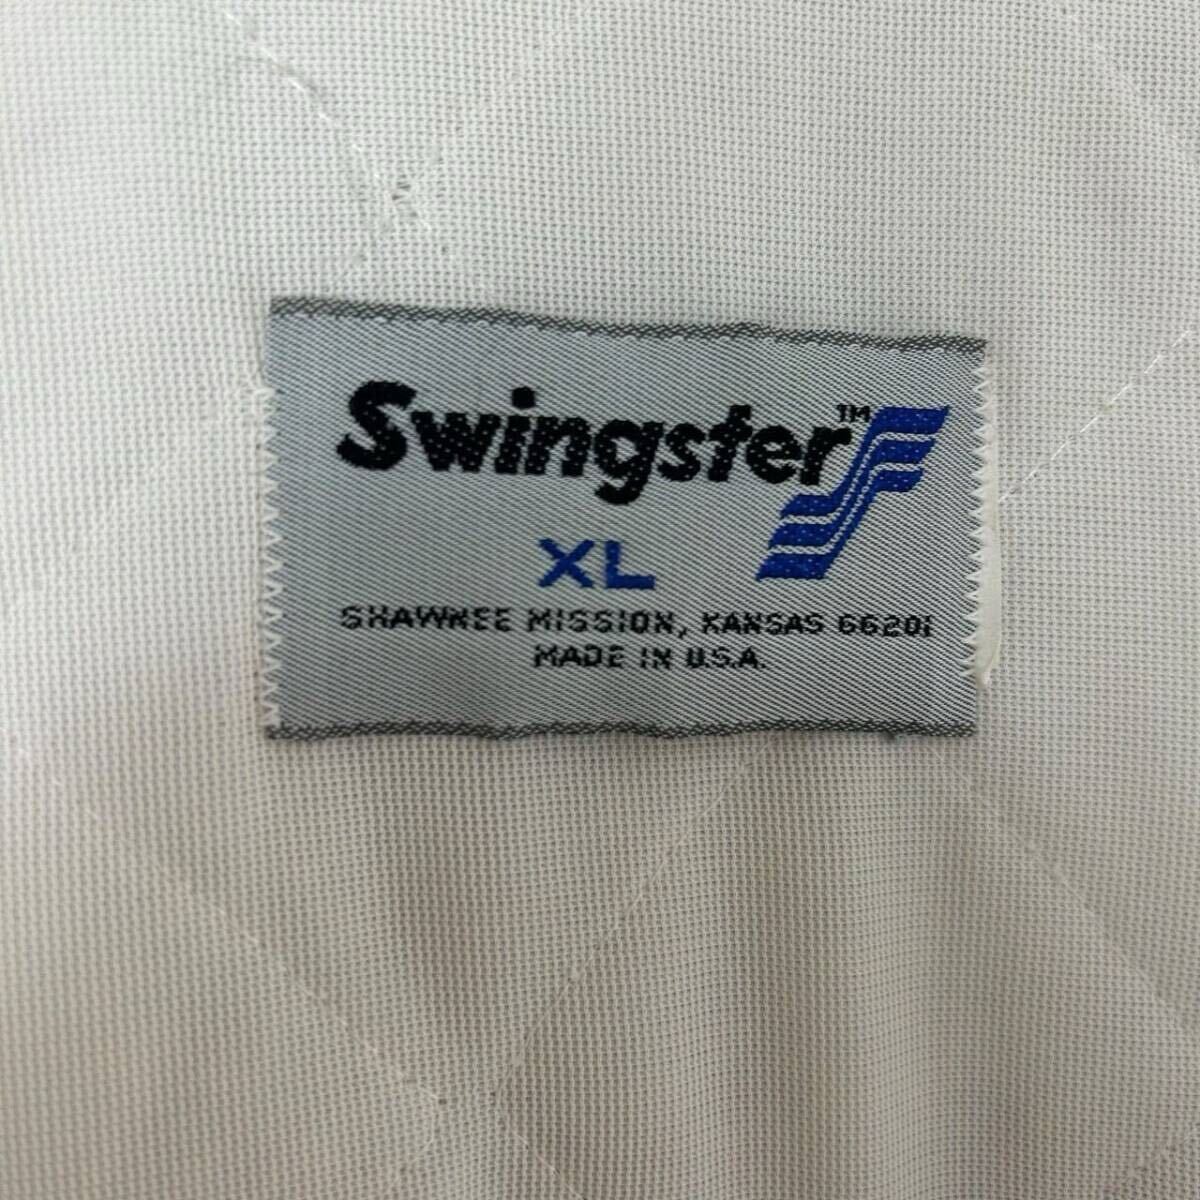 Swingster™
XL
SHAWNEE MISSION, KANSAS 66201
MADE IN U.S.A.